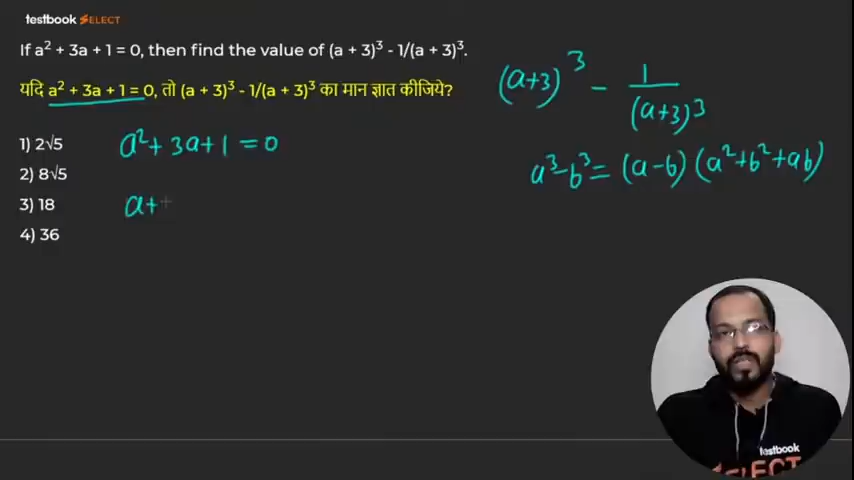 testbook SELECT
If a² + 3a + 1 = 0, then find the value of (a + 3)³ - 1/(a + 3)³.
यदि a² + 3a + 1 = 0, तो (a + 3)³ - 1/(a + 3)³ का मान ज्ञात कीजिये?
1) 2√5
2) 8√5
3) 18
4) 36
a² + 3a + 1 = 0
a+
(a+3)³ - 1/(a+3)³
a³-b³ = (a-b) (a²+b²+ab)
testbook
SELECT